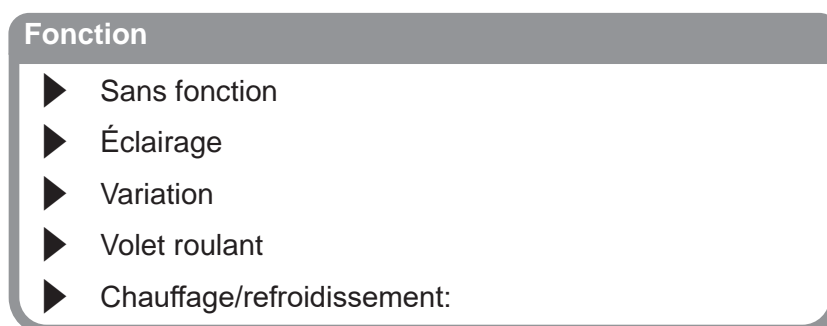 Fonction
Sans fonction
Éclairage
Variation
Volet roulant
Chauffage/refroidissement: